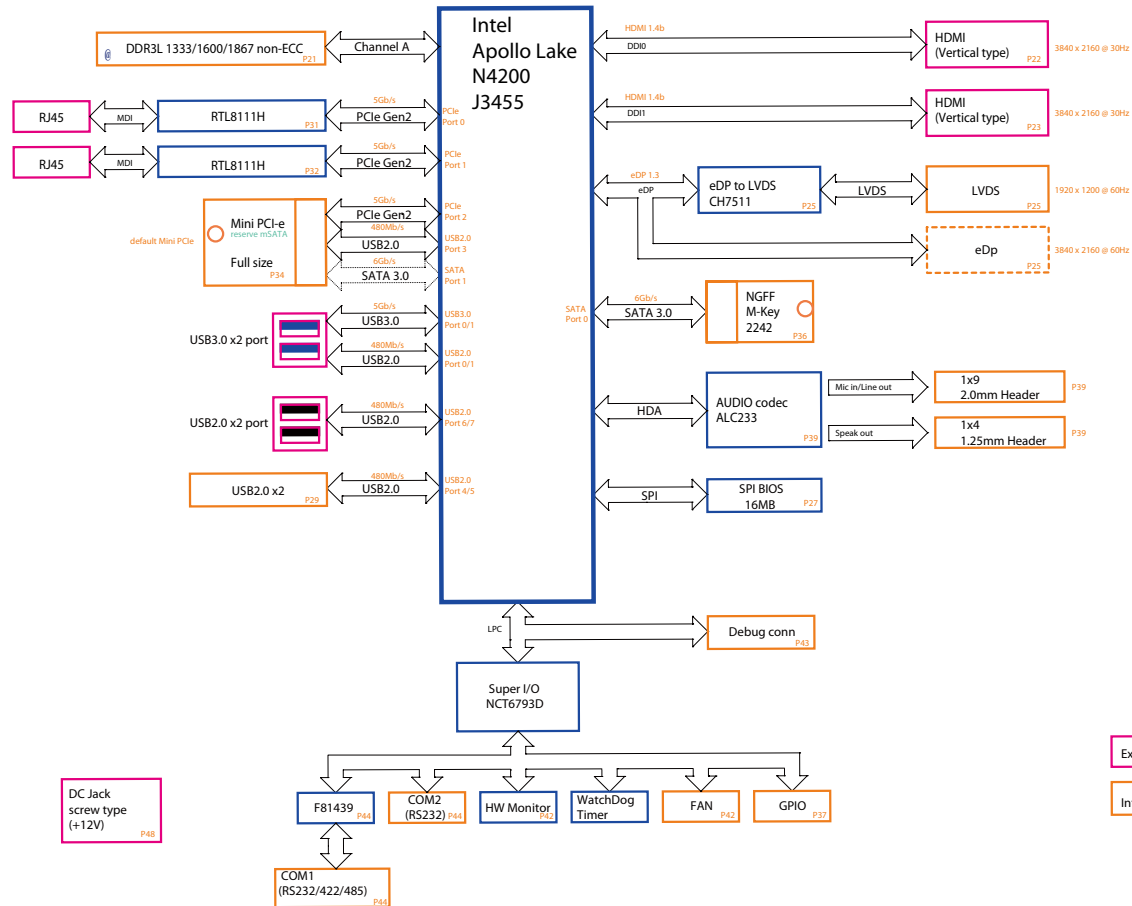 Intel
Apollo Lake
N4200
J3455
DDR3L 1333/1600/1867 non-ECC
P21
Channel A
RJ45
MDI
RTL8111H
P31
5Gb/s
PCIe Gen2
PCIe
Port 0
RJ45
MDI
RTL8111H
P32
5Gb/s
PCIe Gen2
PCIe
Port 1
default Mini PCIe
Mini PCI-e
reserve mSATA
Full size
P34
5Gb/s
PCIe Gen2
PCIe
Port 2
480Mb/s
USB2.0
USB2.0
Port 3
6Gb/s
SATA 3.0
SATA
Port 1
USB3.0 x2 port
5Gb/s
USB3.0
USB3.0
Port 0/1
480Mb/s
USB2.0
USB2.0
Port 0/1
USB2.0 x2 port
480Mb/s
USB2.0
USB2.0
Port 6/7
USB2.0 x2
P29
480Mb/s
USB2.0
USB2.0
Port 4/5
HDMI 1.4b
DDI0
HDMI
(Vertical type)
P22
3840 x 2160 @ 30Hz
HDMI 1.4b
DDI1
HDMI
(Vertical type)
P23
3840 x 2160 @ 30Hz
eDP 1.3
eDP
eDP to LVDS
CH7511
P25
LVDS
LVDS
P25
1920 x 1200 @ 60Hz
eDp
P25
3840 x 2160 @ 60Hz
SATA
Port 0
6Gb/s
SATA 3.0
NGFF
M-Key
2242
P36
HDA
AUDIO codec
ALC233
P39
Mic in/Line out
1x9
2.0mm Header
P39
Speak out
1x4
1.25mm Header
P39
SPI
SPI BIOS
16MB
P27
LPC
Debug conn
P43
Super I/O
NCT6793D
F81439
P44
COM2
(RS232)
P44
HW Monitor
P42
WatchDog
Timer
FAN
P42
GPIO
P37
COM1
(RS232/422/485)
P44
DC Jack
screw type
(+12V)
P48
Ex
In